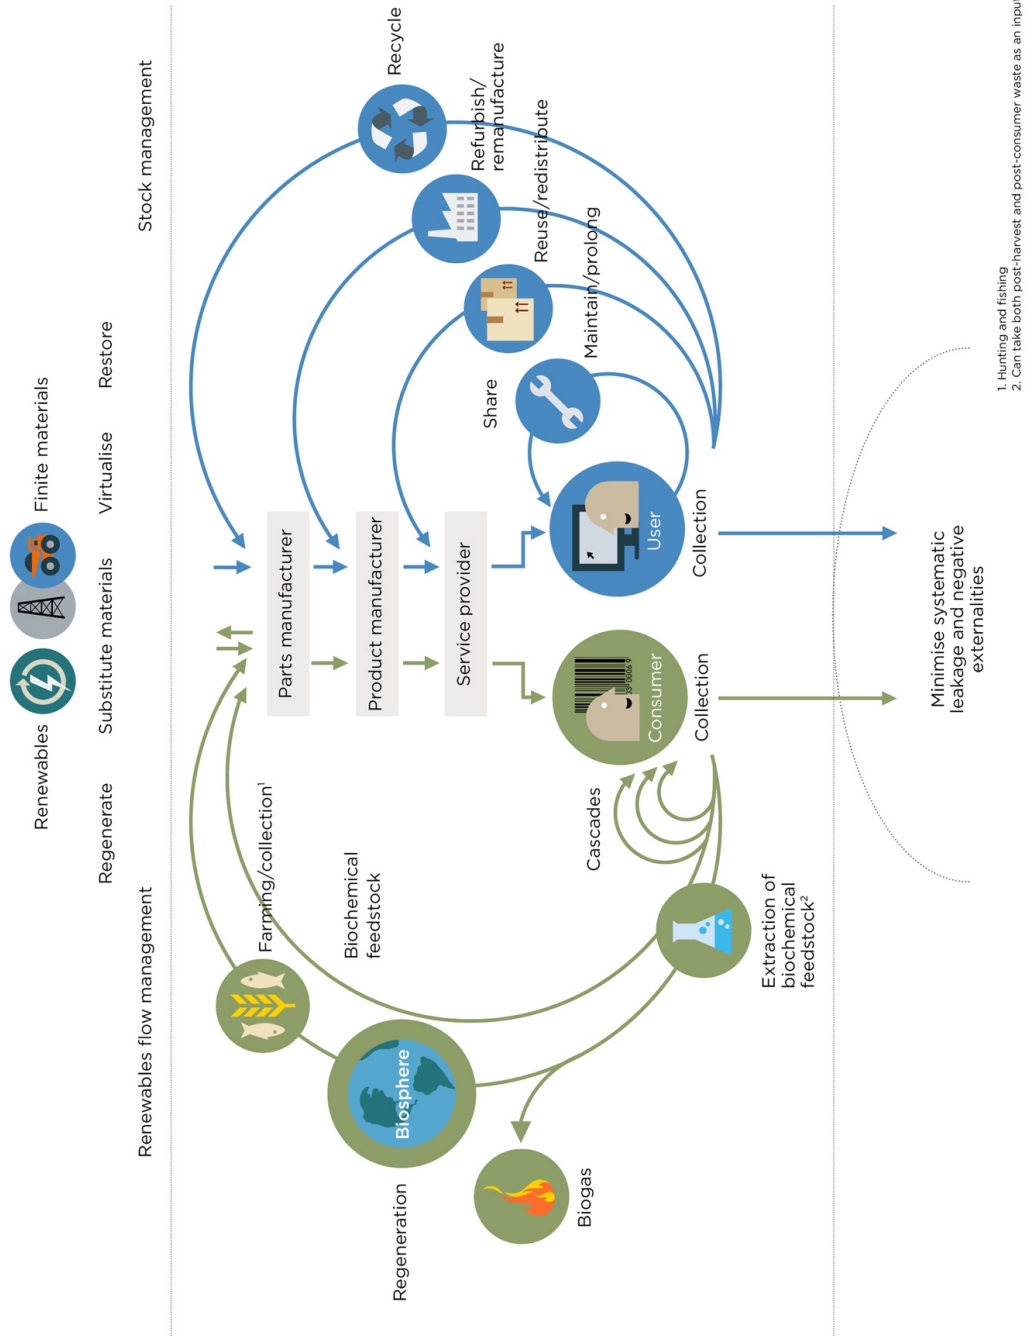 Renewables
Finite materials
Regenerate
Substitute materials
Virtualise
Restore
Renewables flow management
Stock management
Farming/collection¹
Biochemical
feedstock
Regeneration
Biosphere
Biogas
Extraction of
biochemical
feedstock²
Cascades
Parts manufacturer
Product manufacturer
Service provider
Consumer
Collection
User
Collection
Share
Maintain/prolong
Reuse/redistribute
Refurbish/
remanufacture
Recycle
Minimise systematic
leakage and negative
externalities
1. Hunting and fishing
2. Can take both post-harvest and post-consumer waste as an input